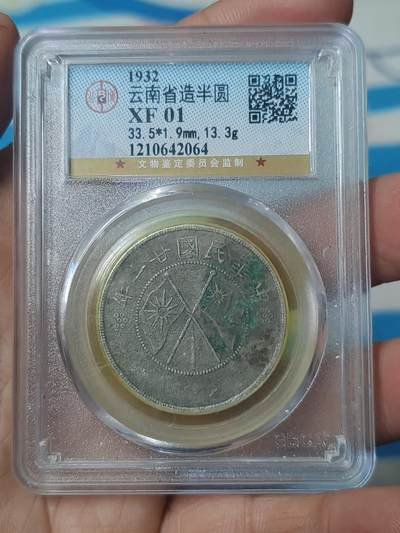 1932
云南省造半圆
XF 01
33.5*1.9mm,13.3g
1210642064
★ 文物鉴定委员会监制 ★
中華民國廿一年